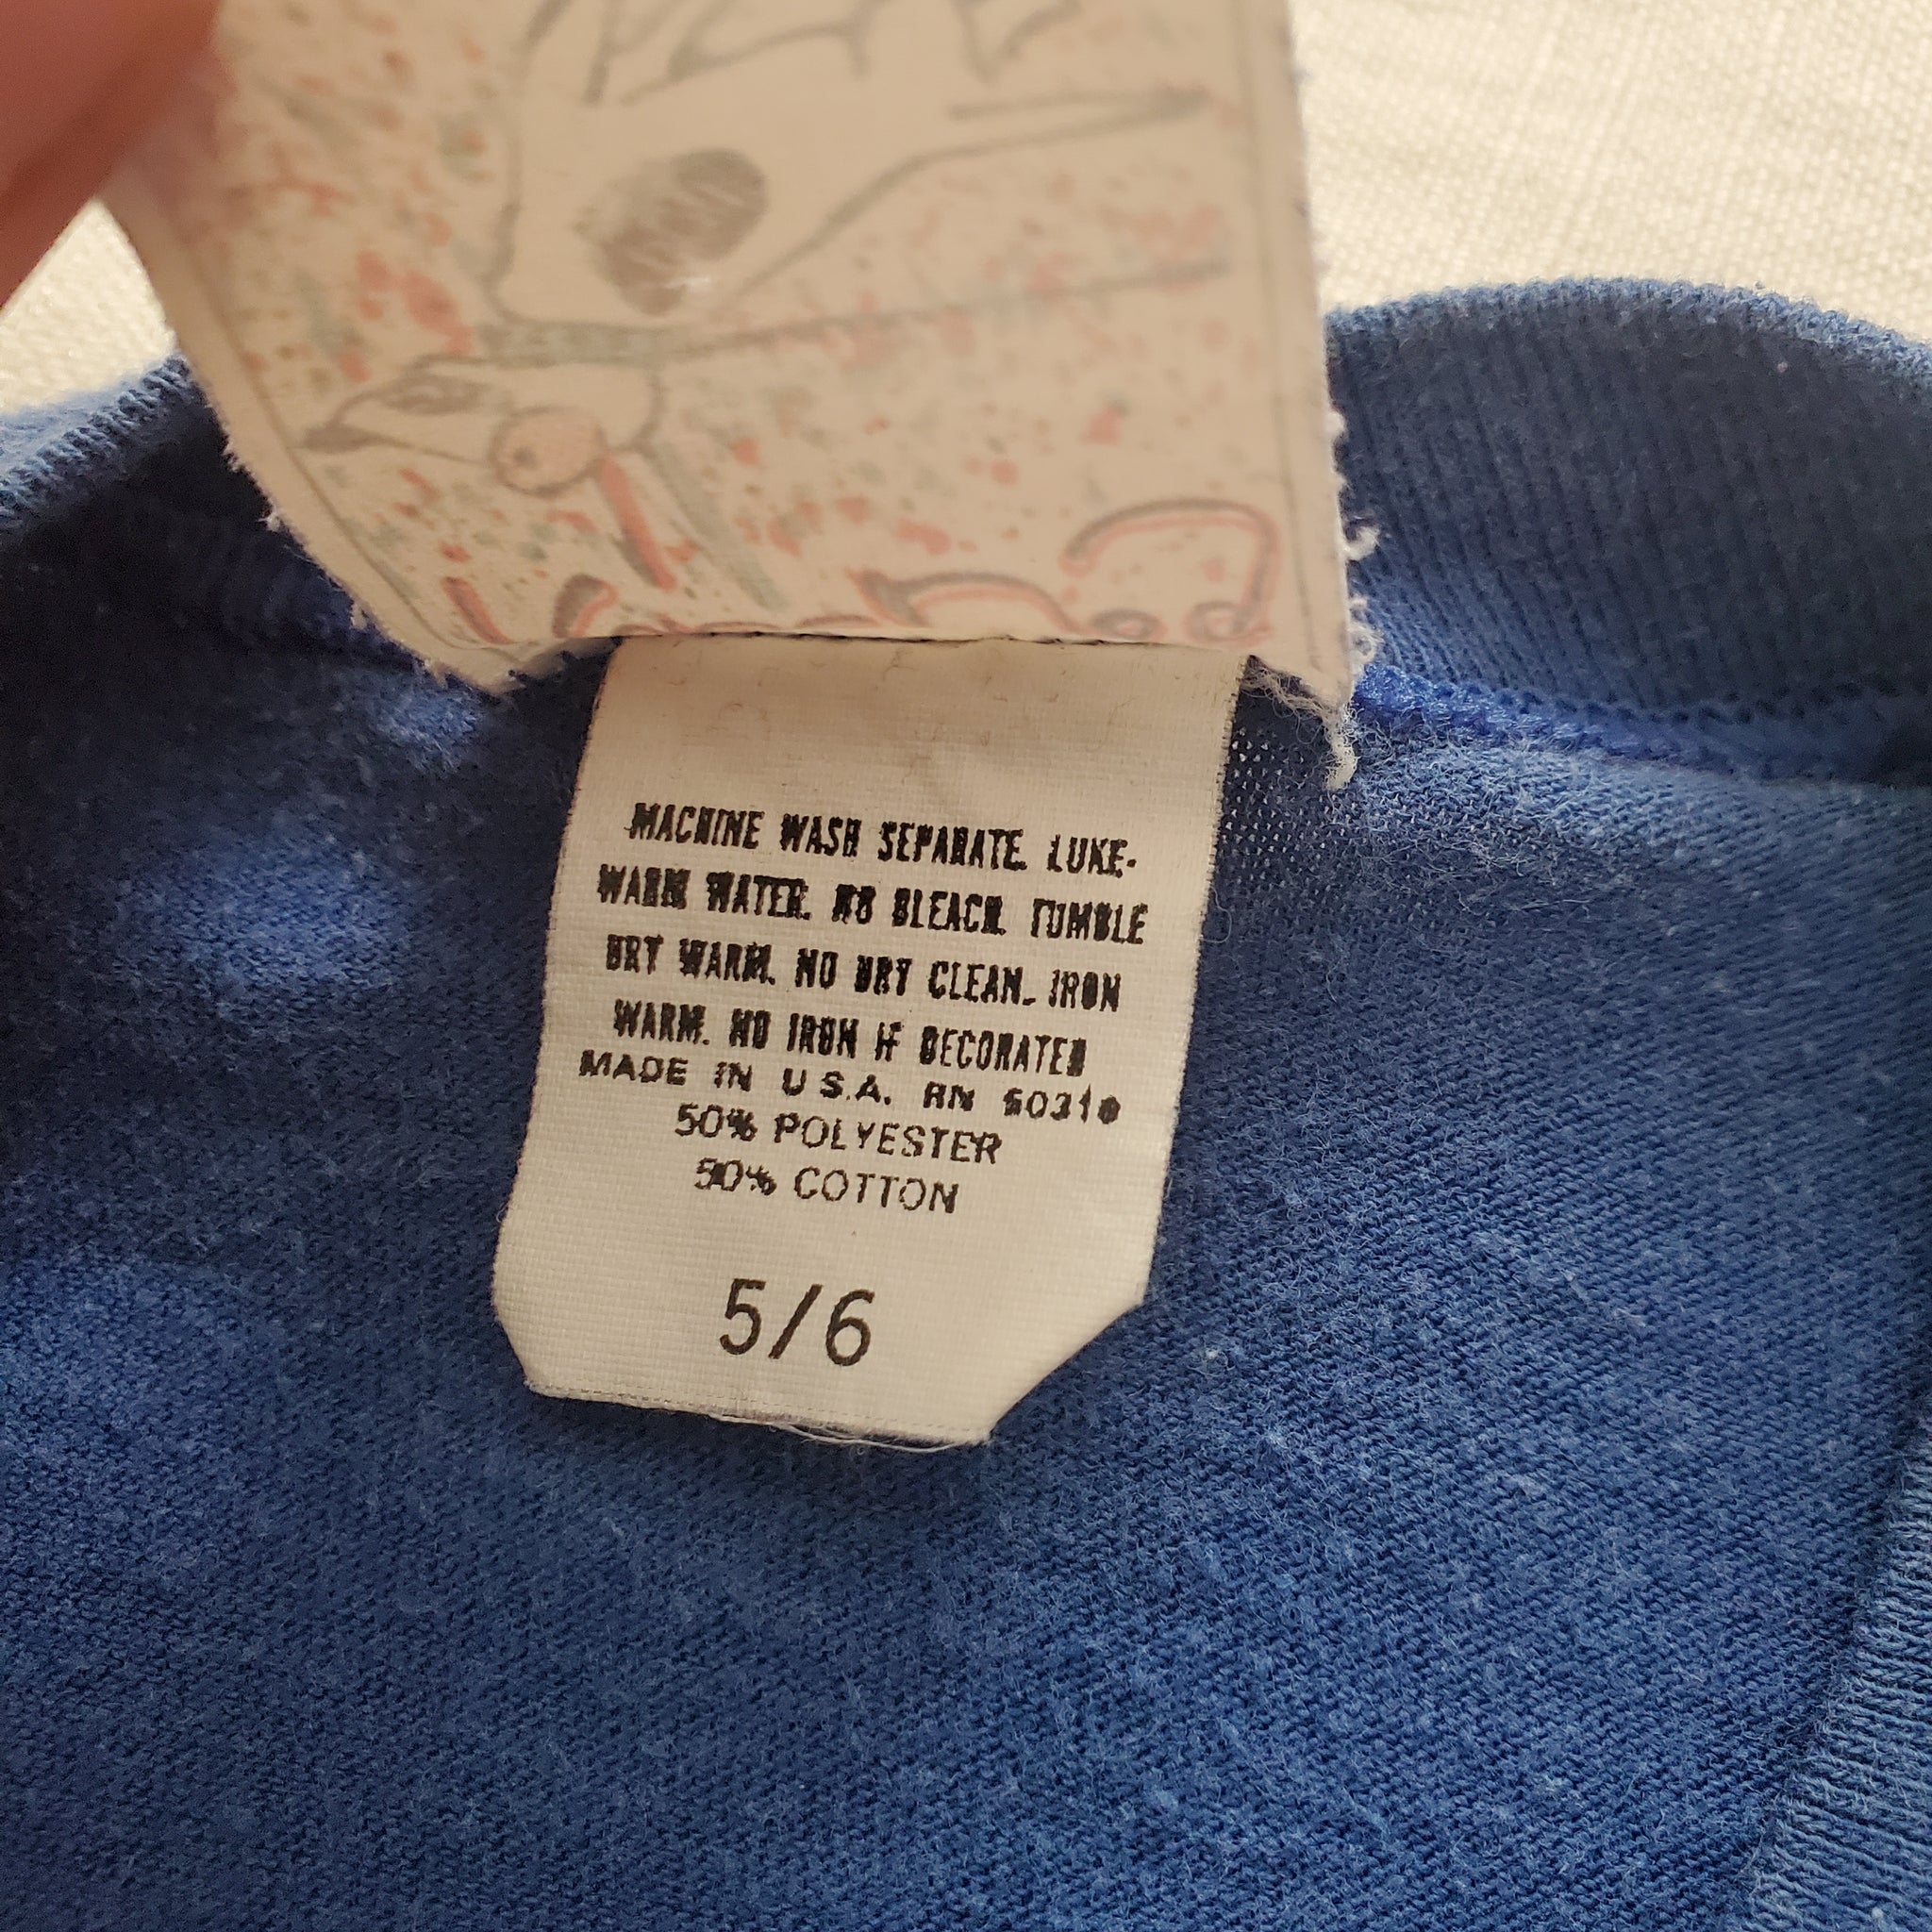 MACHINE WASH SEPARATE. LUKE-
WARM WATER. NO BLEACH. TUMBLE
DRY WARM. NO DRY CLEAN. IRON
WARM. NO IRON IF DECORATED
MADE IN U.S.A. RN
50% POLYESTER
50% COTTON
5/6